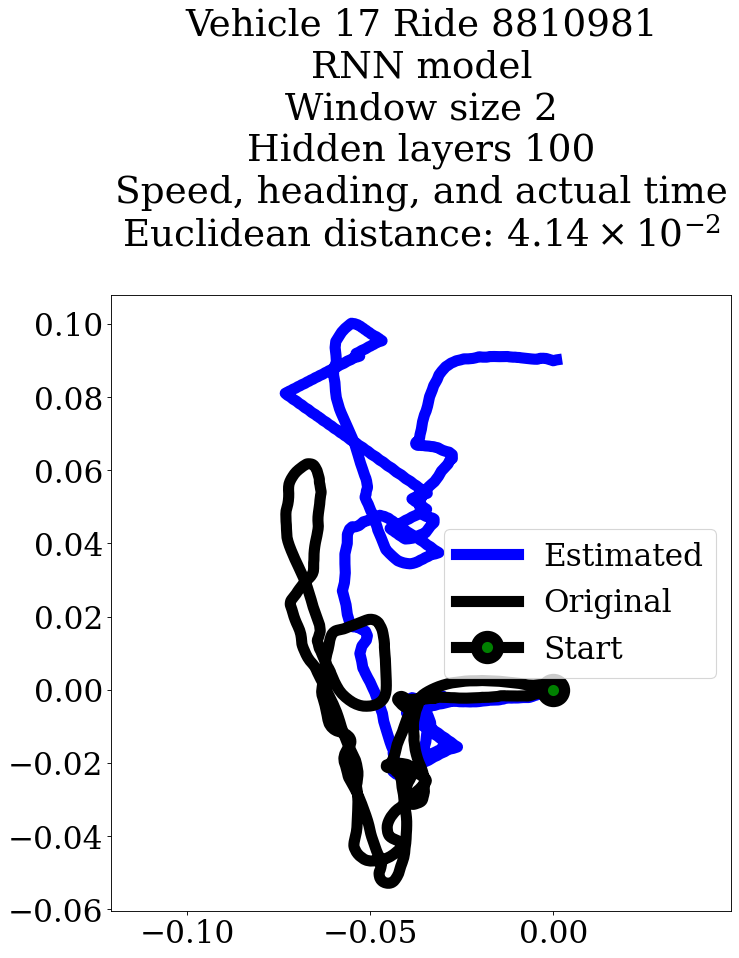 Vehicle 17 Ride 8810981
RNN model
Window size 2
Hidden layers 100
Speed, heading, and actual time
Euclidean distance: 4.14 × 10⁻²
0.10
0.08
0.06
0.04
0.02
0.00
−0.02
−0.04
−0.06
Estimated
Original
Start
−0.10
−0.05
0.00